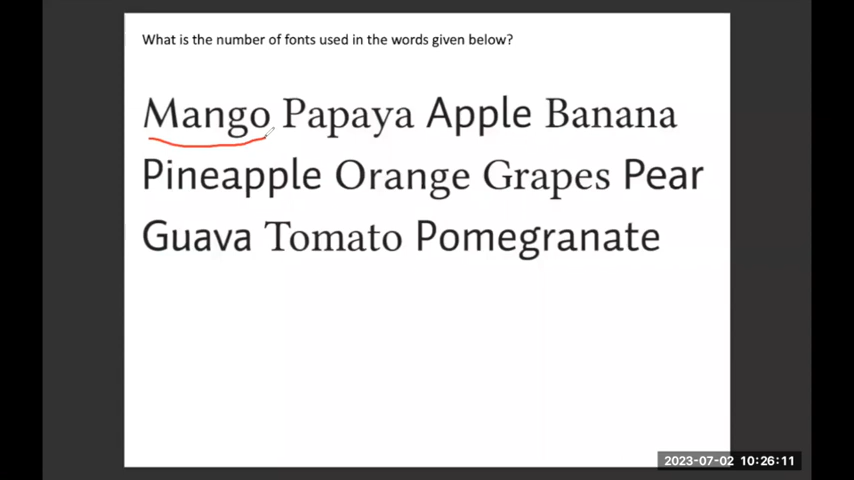 What is the number of fonts used in the words given below?
Mango Papaya Apple Banana
Pineapple Orange Grapes Pear
Guava Tomato Pomegranate
2023-07-02 10:26:11